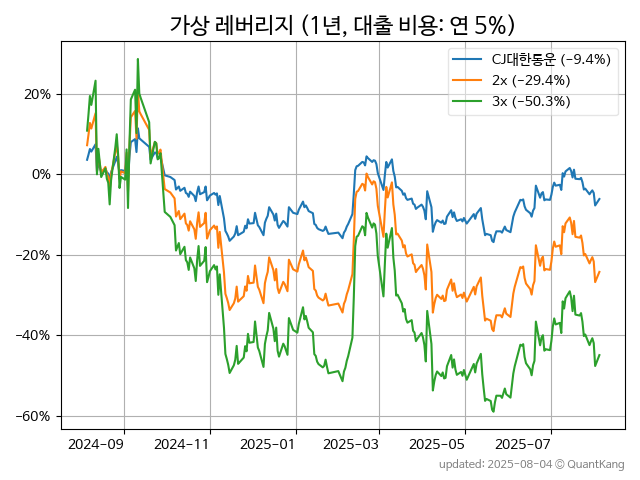 가상 레버리지 (1년, 대출 비용: 연 5%)
CJ대한통운 (−9.4%)
2x (−29.4%)
3x (−50.3%)
20%
0%
−20%
−40%
−60%
2024-09 2024-11 2025-01 2025-03 2025-05 2025-07
updated: 2025-08-04 © QuantKang